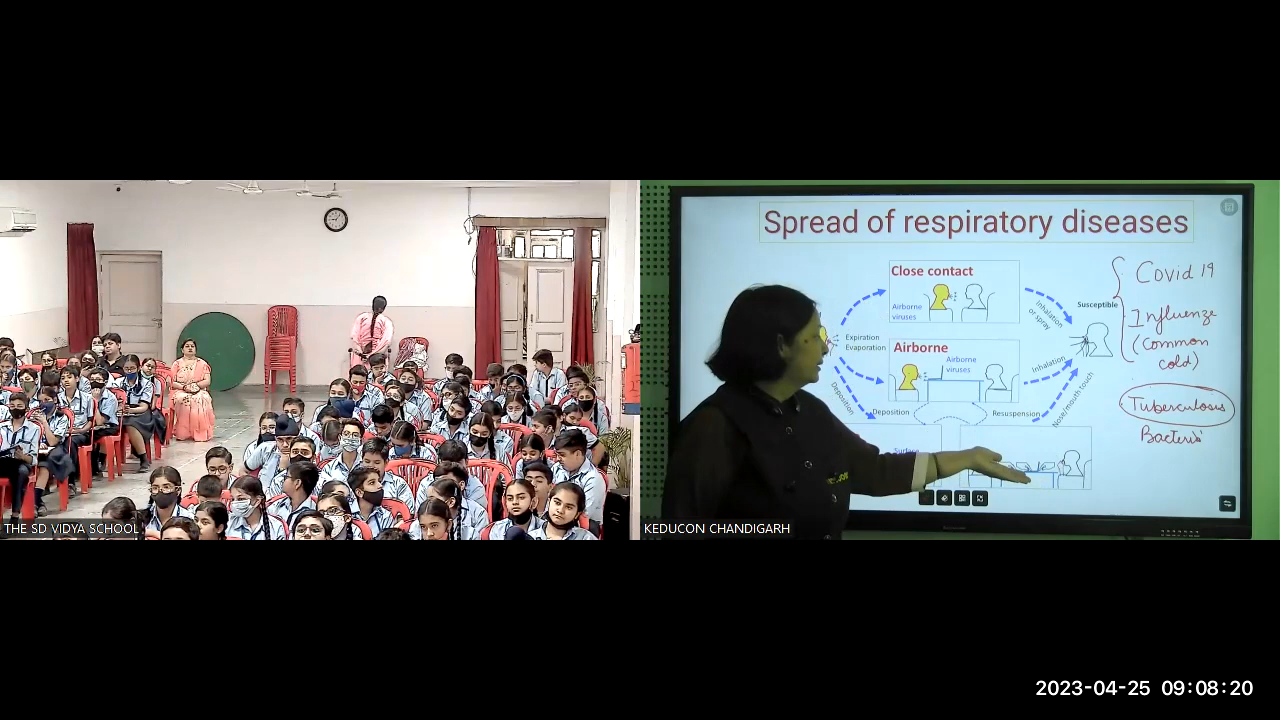 Spread of respiratory diseases
Close contact
Airborne
viruses
Expiration
Evaporation
Inhalation
or spray
Susceptible
Airborne
Airborne
viruses
Inhalation
Deposition
Deposition
Resuspension
Nose/mouth touch
Surface
Covid 19
Influenze
(Common
cold)
Tuberculosis
THE SD VIDYA SCHOOL
KEDUCON CHANDIGARH
2023-04-25 09:08:20